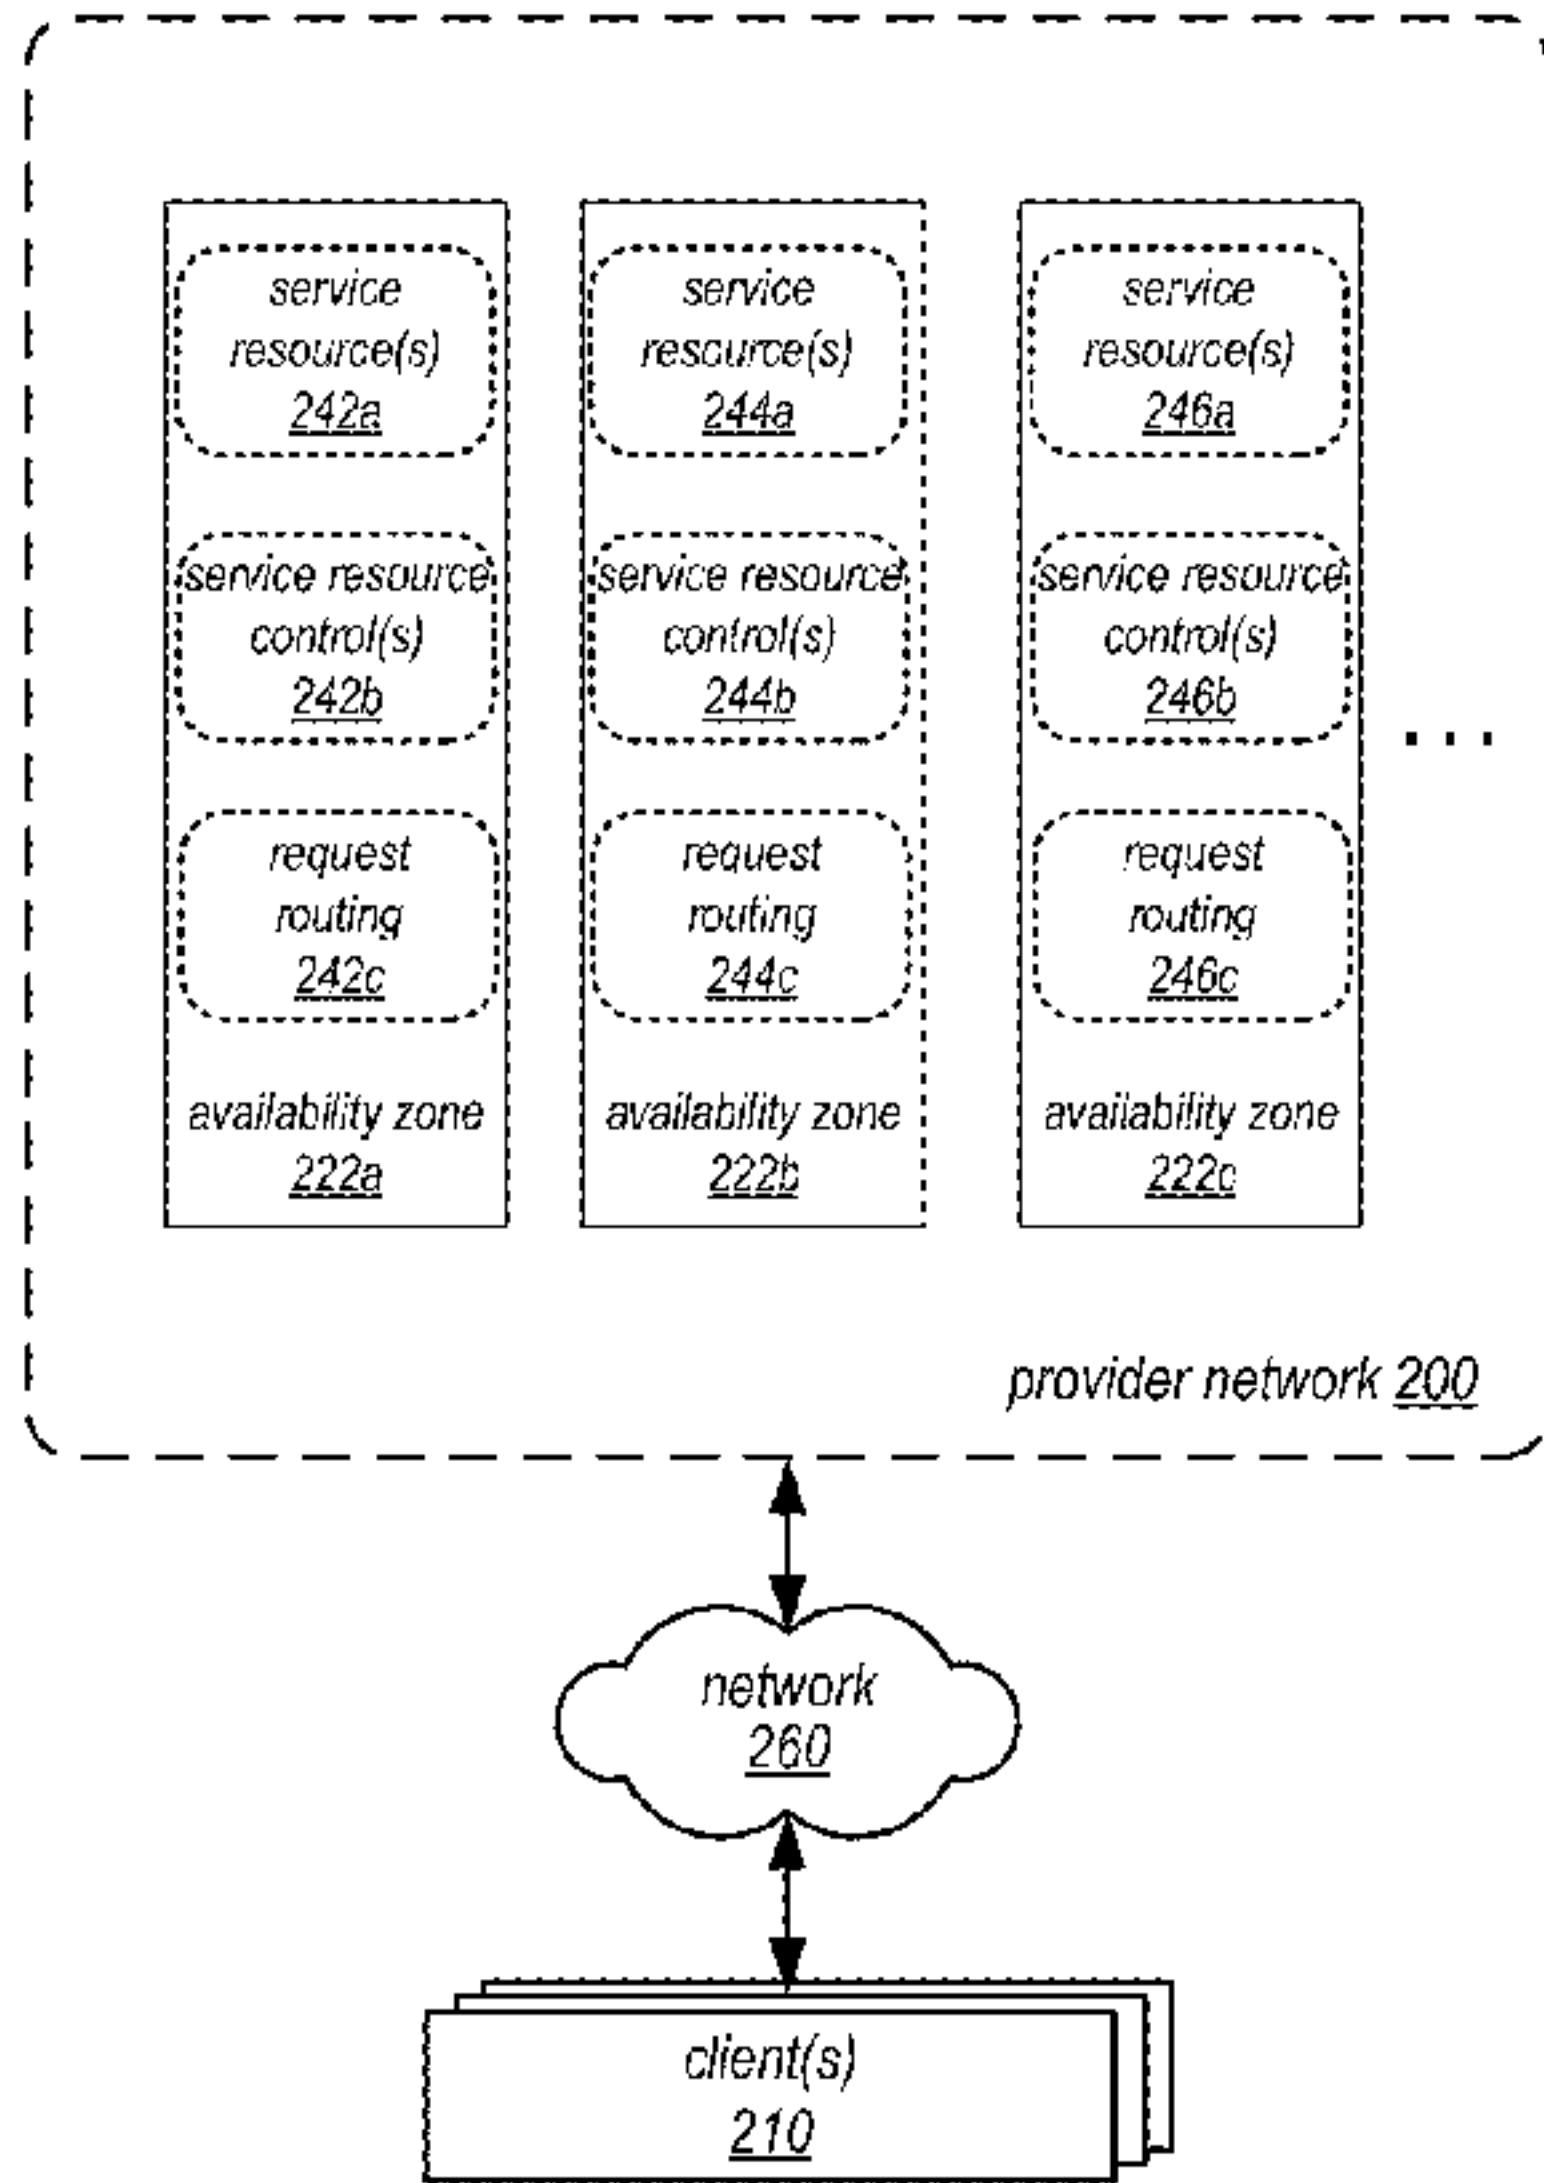 service
resource(s)
242a
service resource
control(s)
242b
request
routing
242c
availability zone
222a
service
resource(s)
244a
service resource
control(s)
244b
request
routing
244c
availability zone
222b
service
resource(s)
246a
service resource
control(s)
246b
request
routing
246c
availability zone
222c
...
provider network 200
network
260
client(s)
210